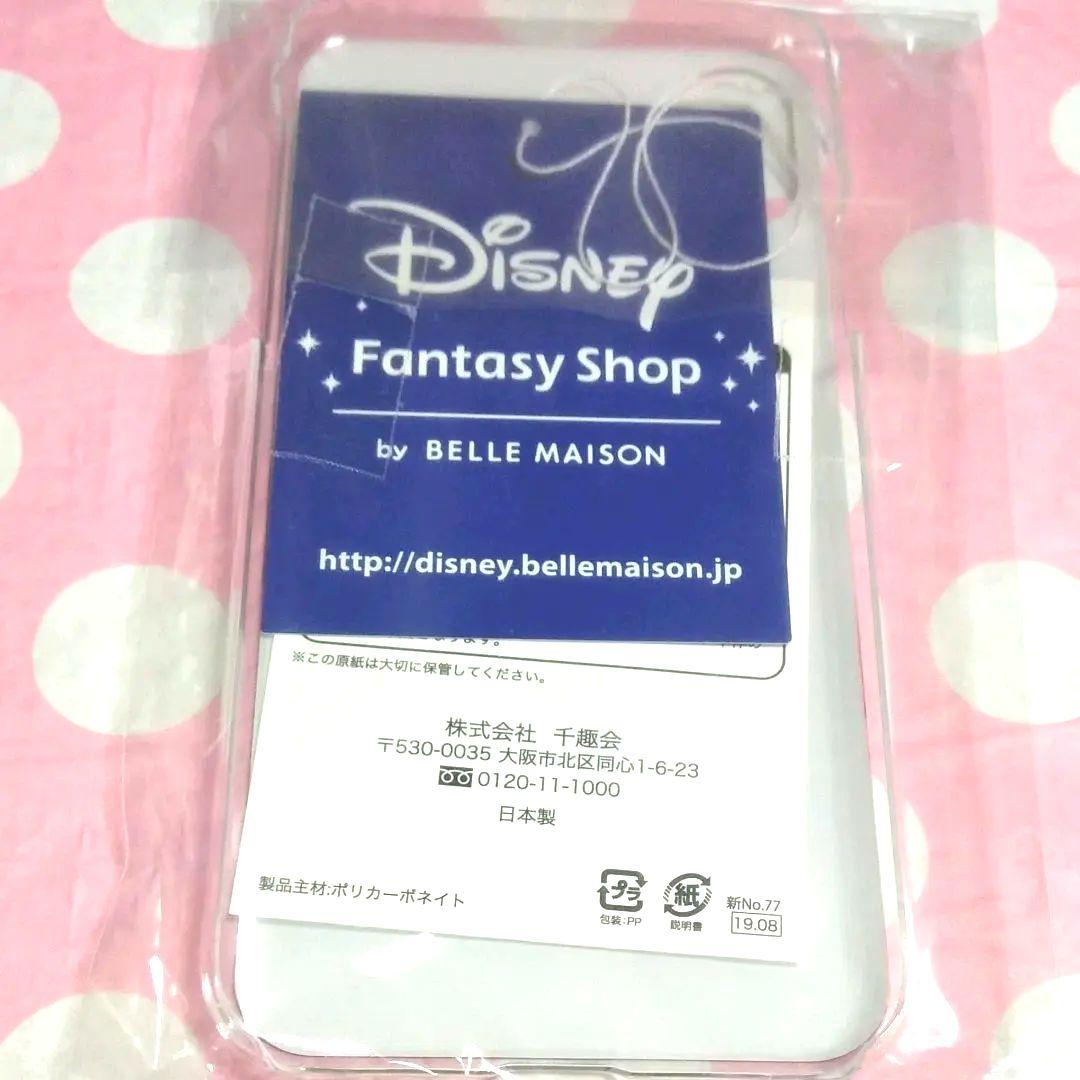 Disney
Fantasy Shop
by BELLE MAISON
http://disney.bellemaison.jp
※この原紙は大切に保管してください。
株式会社 千趣会
〒530-0035 大阪市北区同心1-6-23
0120-11-1000
日本製
製品主材:ポリカーボネイト
プラ
包装:PP
紙
説明書
新No.77
19.08